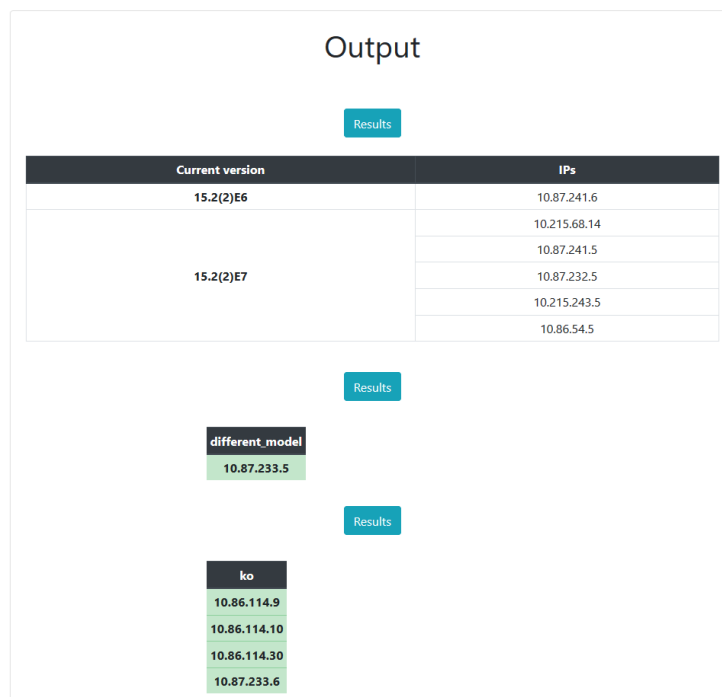 Output
Results
Current version IPs
15.2(2)E6 10.87.241.6
10.215.68.14
10.87.241.5
15.2(2)E7 10.87.232.5
10.215.243.5
10.86.54.5
Results
different_model
10.87.233.5
Results
ko
10.86.114.9
10.86.114.10
10.86.114.30
10.87.233.6